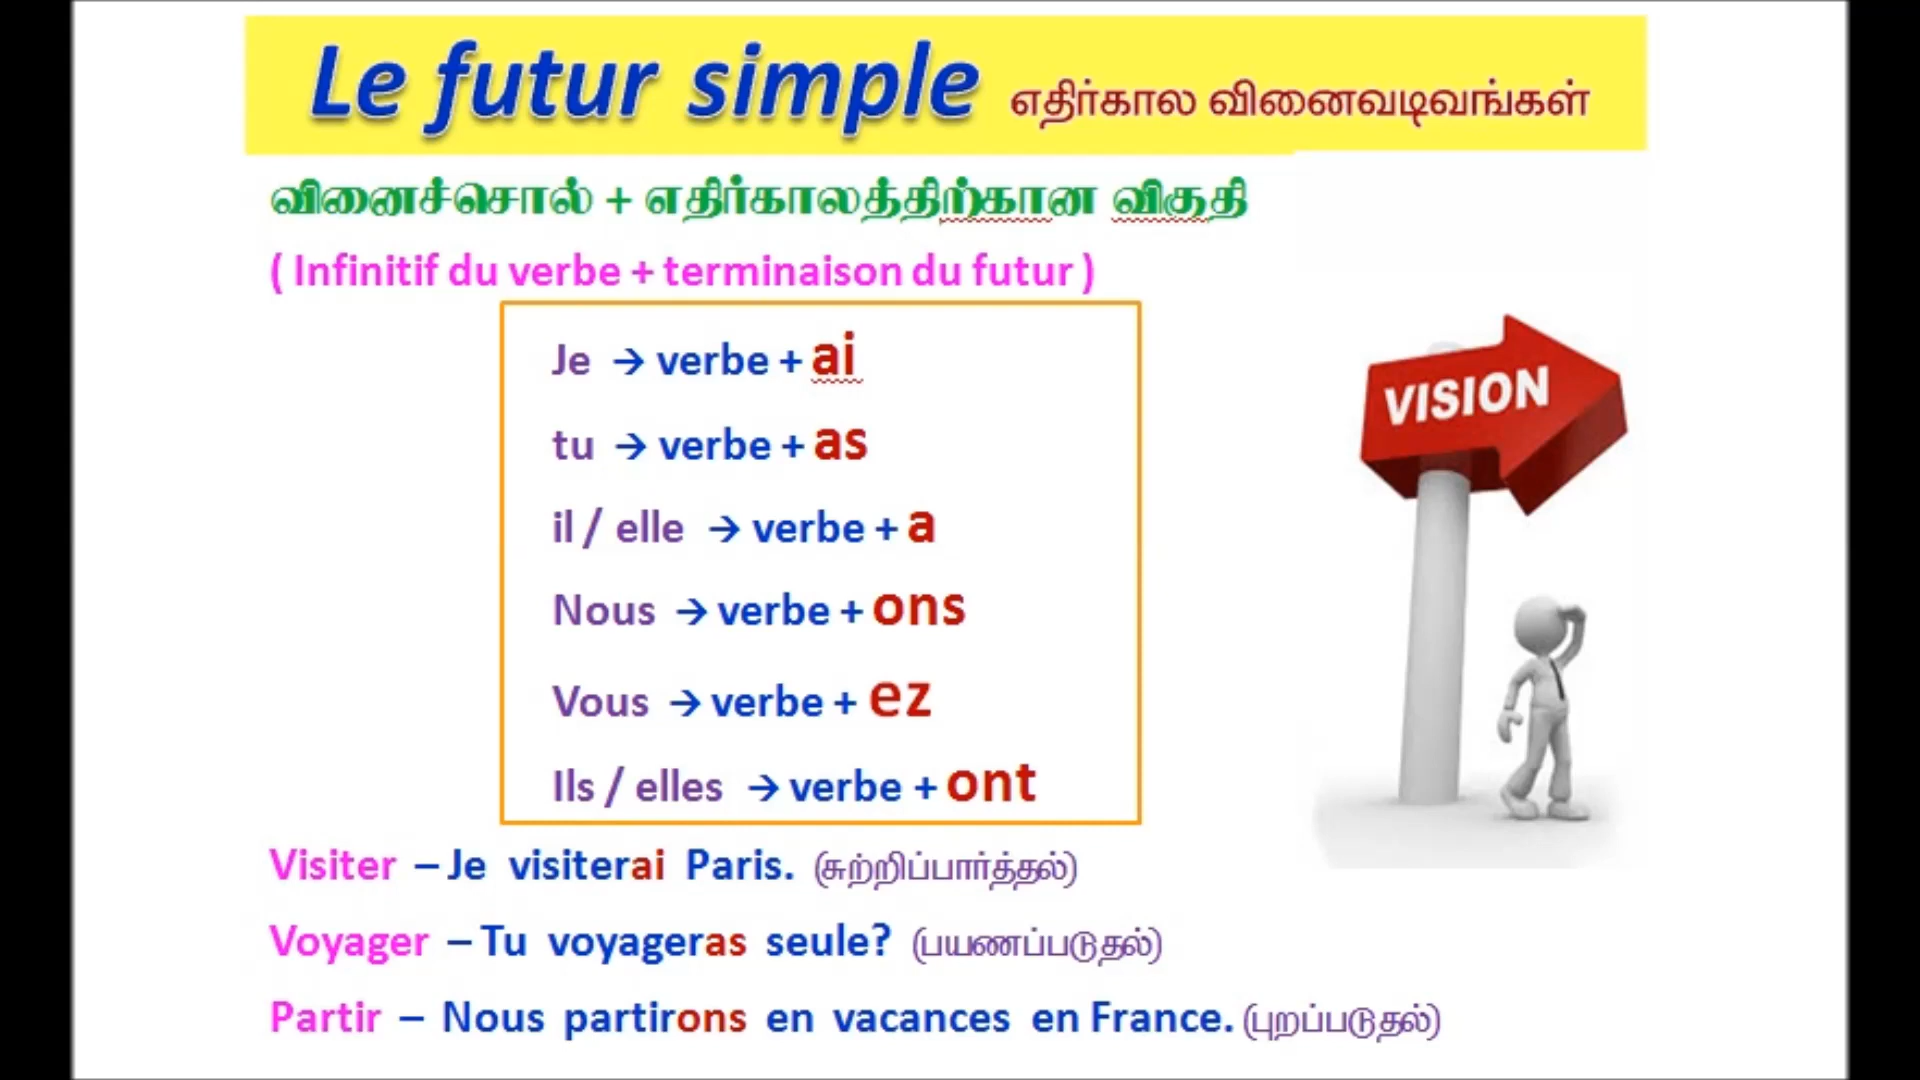 Le futur simple எதிர்கால வினைவடிவங்கள்
வினைச்சொல் + எதிர்காலத்திற்கான விகுதி
( Infinitif du verbe + terminaison du futur )
Je → verbe + ai
tu → verbe + as
il / elle → verbe + a
Nous → verbe + ons
Vous → verbe + ez
Ils / elles → verbe + ont
VISION
Visiter – Je visiterai Paris. (சுற்றிப்பார்த்தல்)
Voyager – Tu voyageras seule? (பயணப்படுதல்)
Partir – Nous partirons en vacances en France. (புறப்படுதல்)